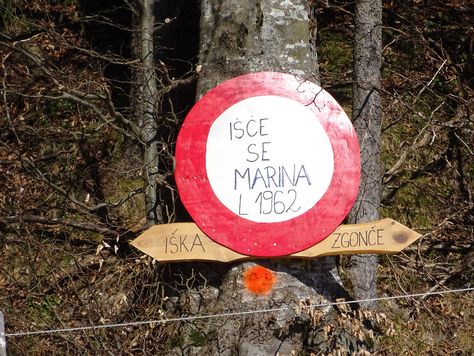 IŠČE
SE
MARINA
L 1962
IŠKA
ZGONČE